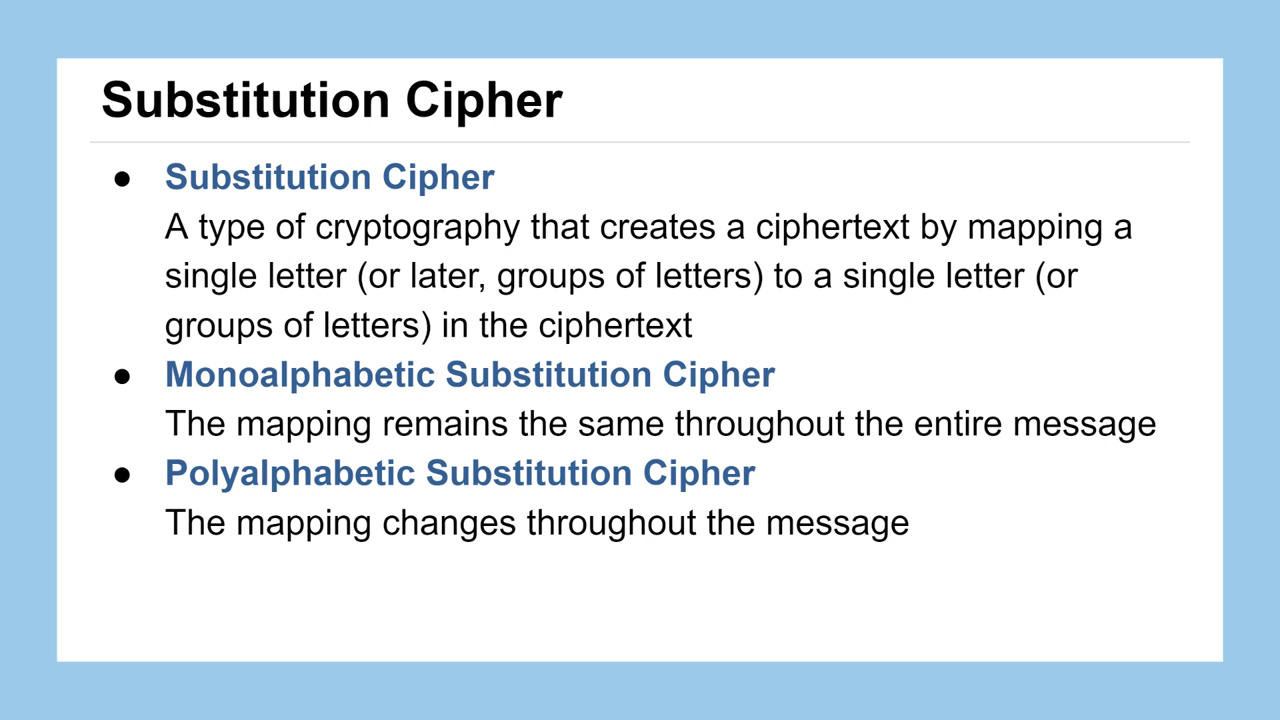 Substitution Cipher
● Substitution Cipher
A type of cryptography that creates a ciphertext by mapping a
single letter (or later, groups of letters) to a single letter (or
groups of letters) in the ciphertext
● Monoalphabetic Substitution Cipher
The mapping remains the same throughout the entire message
● Polyalphabetic Substitution Cipher
The mapping changes throughout the message